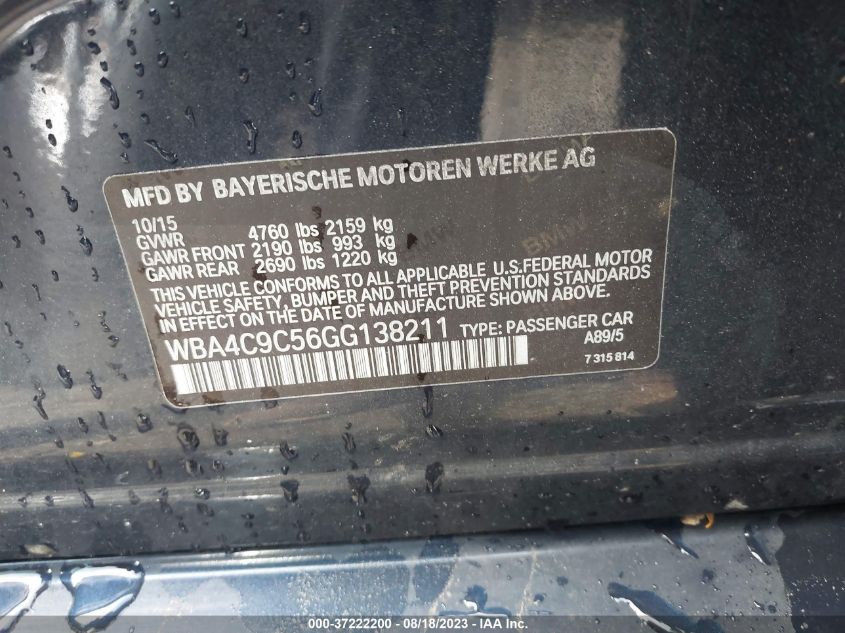 MFD BY BAYERISCHE MOTOREN WERKE AG
10/15
GVWR 4760 lbs 2159 kg
GAWR FRONT 2190 lbs 993 kg
GAWR REAR 2690 lbs 1220 kg
THIS VEHICLE CONFORMS TO ALL APPLICABLE U.S.FEDERAL MOTOR
VEHICLE SAFETY, BUMPER AND THEFT PREVENTION STANDARDS
IN EFFECT ON THE DATE OF MANUFACTURE SHOWN ABOVE.
WBA4C9C56GG138211 TYPE: PASSENGER CAR
A89/5
7 315 814
000-37222200 - 08/18/2023 - IAA Inc.